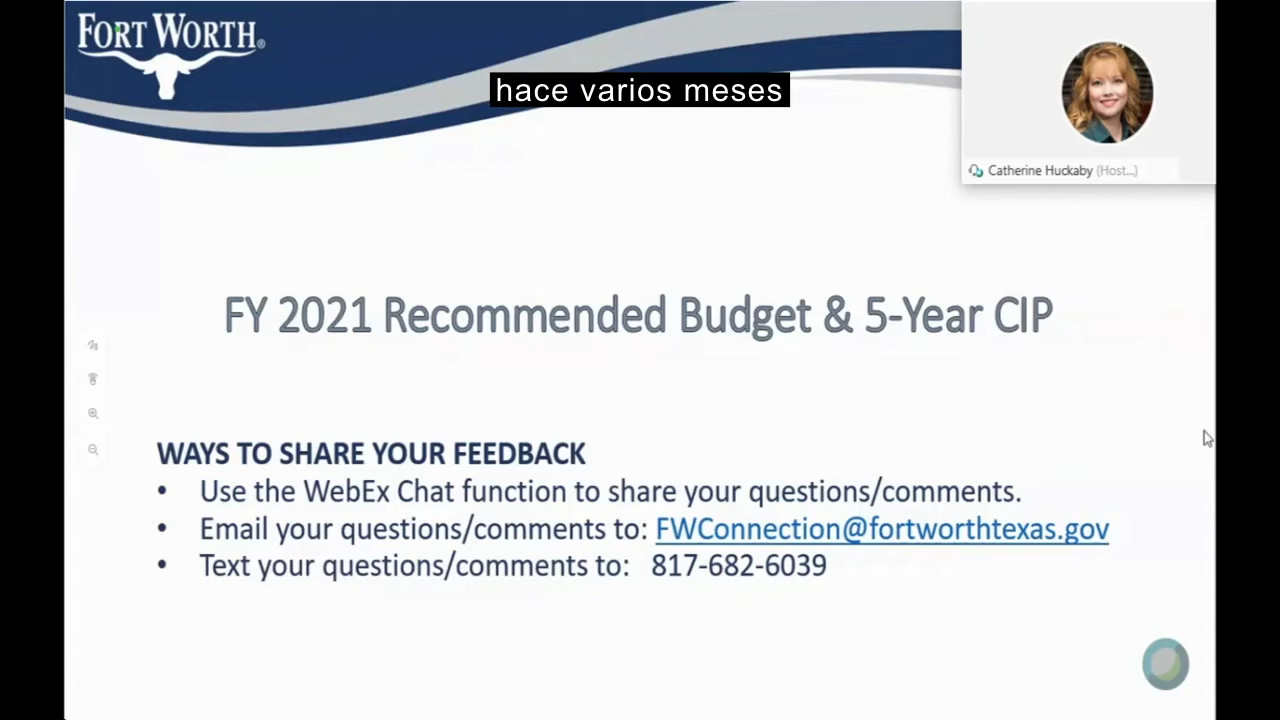 FORT WORTH®
hace varios meses
Catherine Huckaby (Host...)
FY 2021 Recommended Budget & 5-Year CIP
WAYS TO SHARE YOUR FEEDBACK
• Use the WebEx Chat function to share your questions/comments.
• Email your questions/comments to: FWConnection@fortworthtexas.gov
• Text your questions/comments to: 817-682-6039